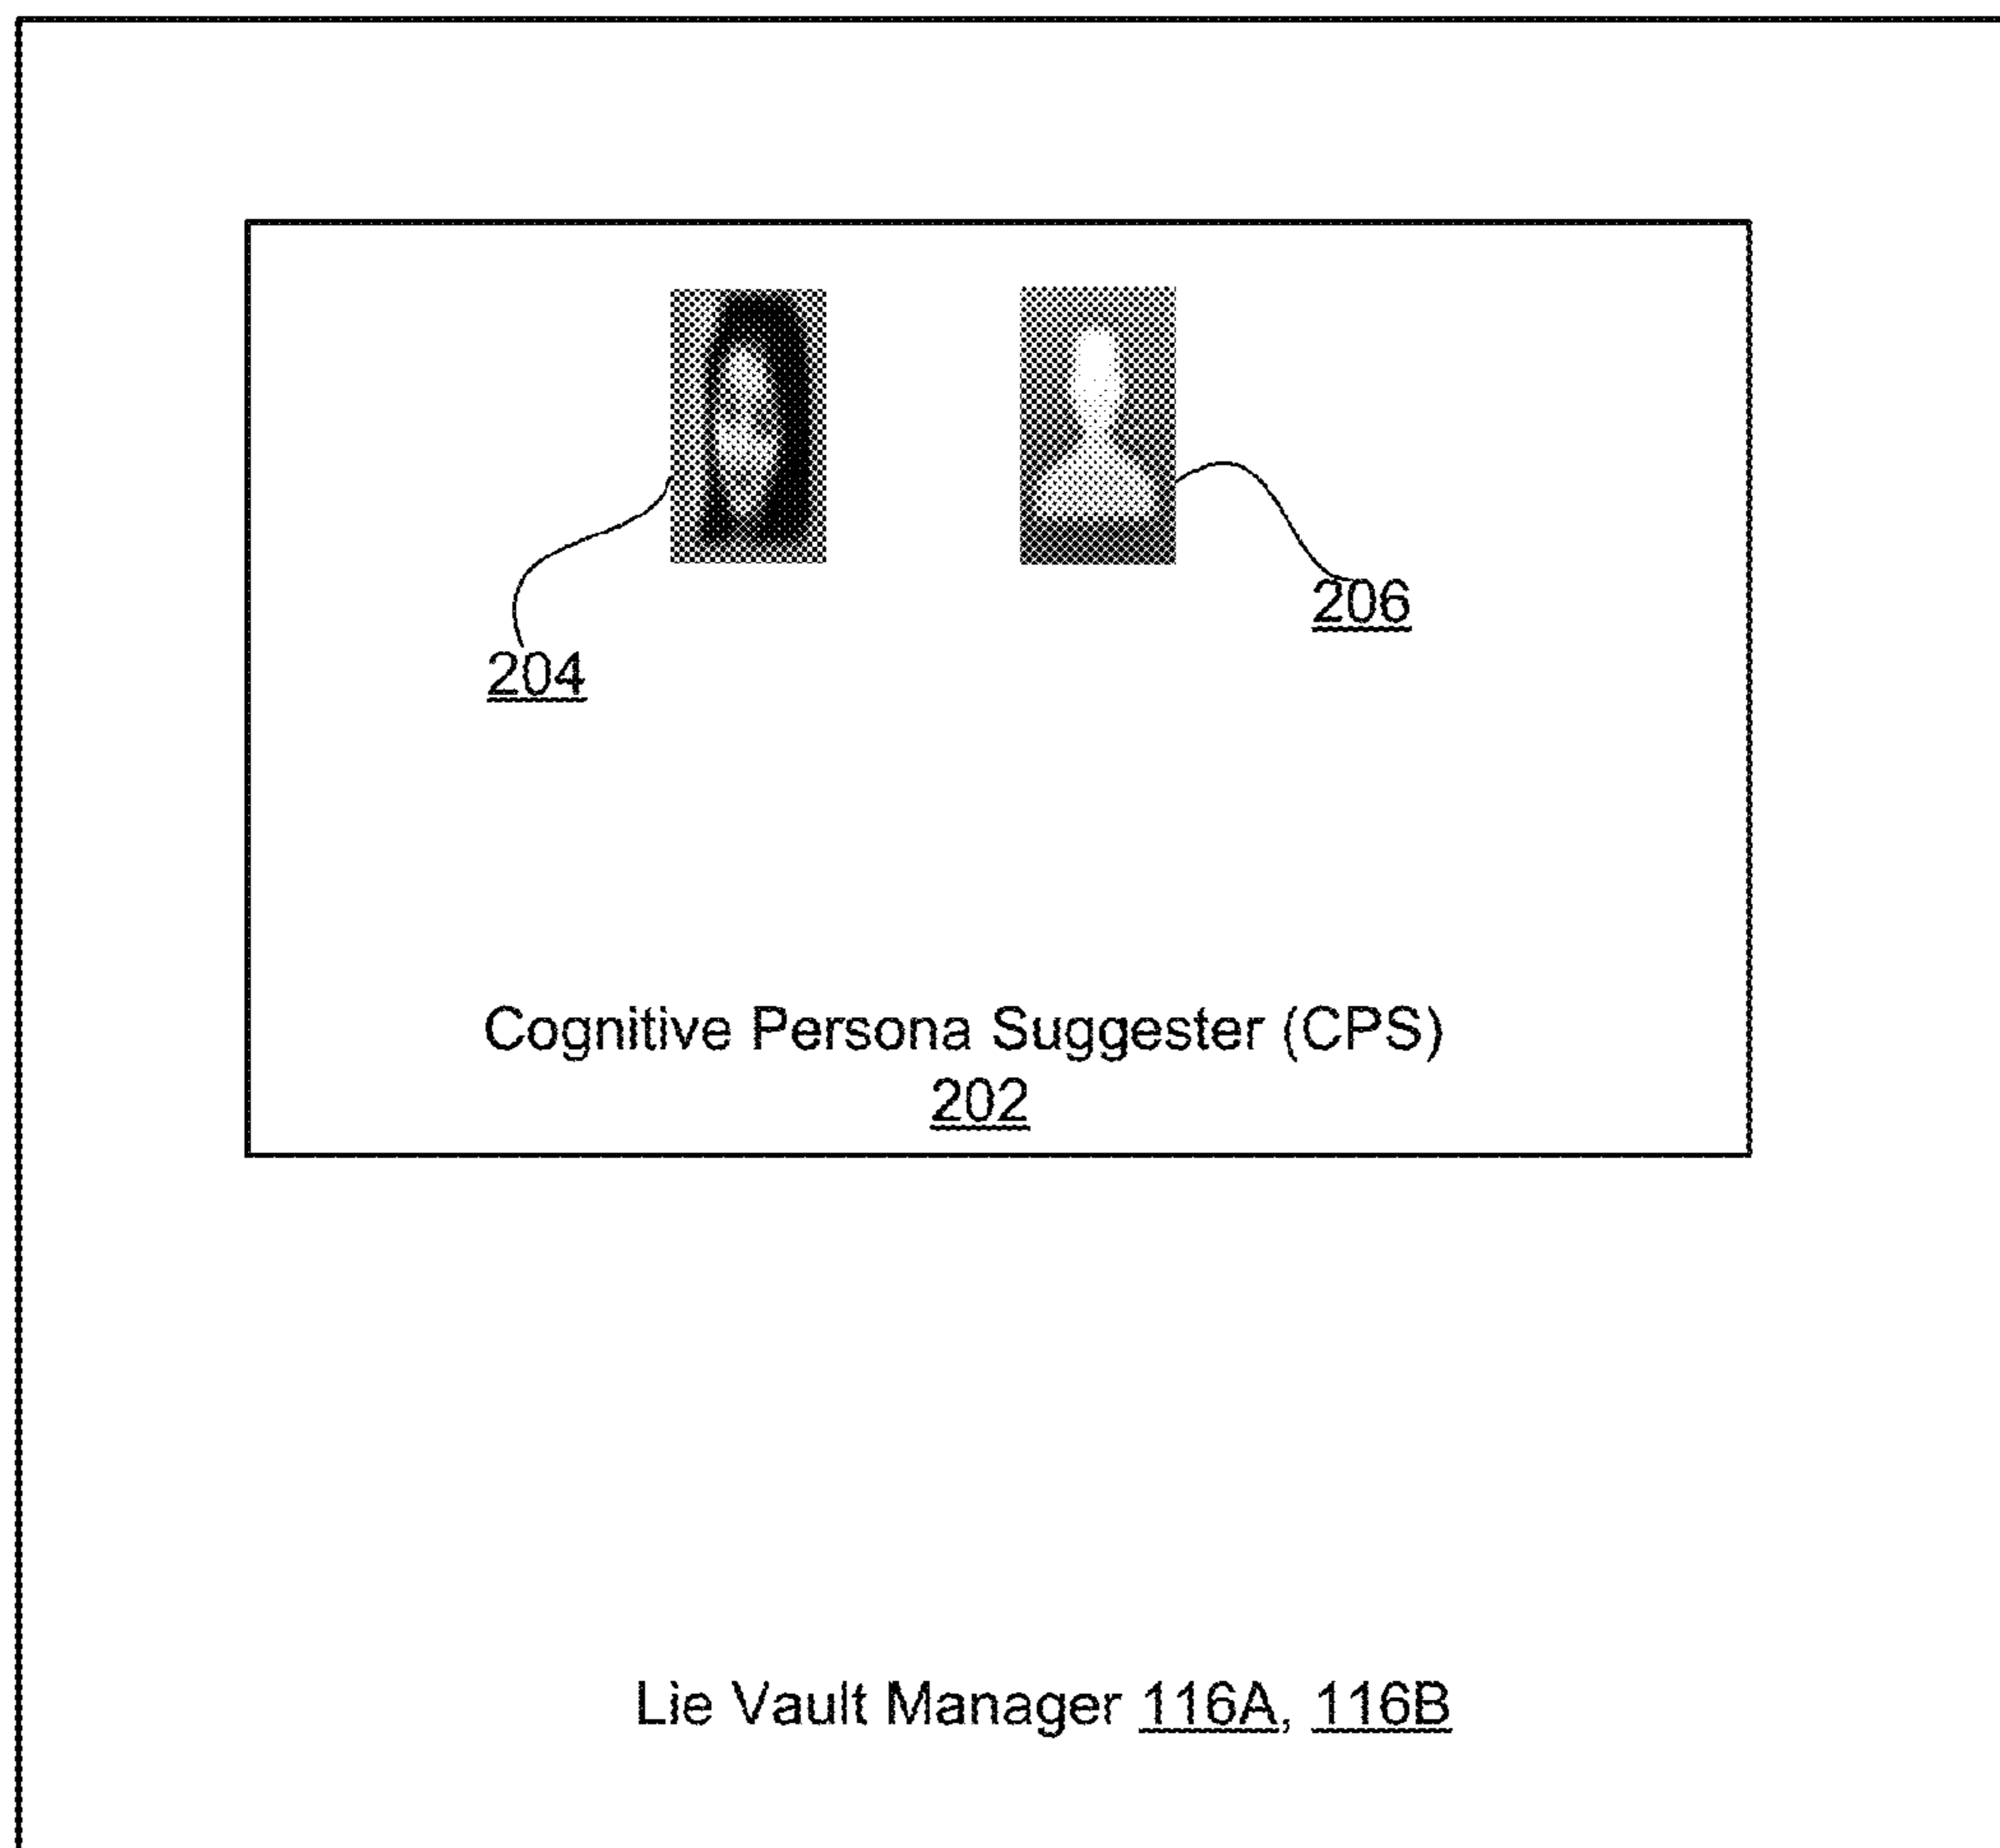 206
204
Cognitive Persona Suggester (CPS)
202
Lie Vault Manager 116A, 116B